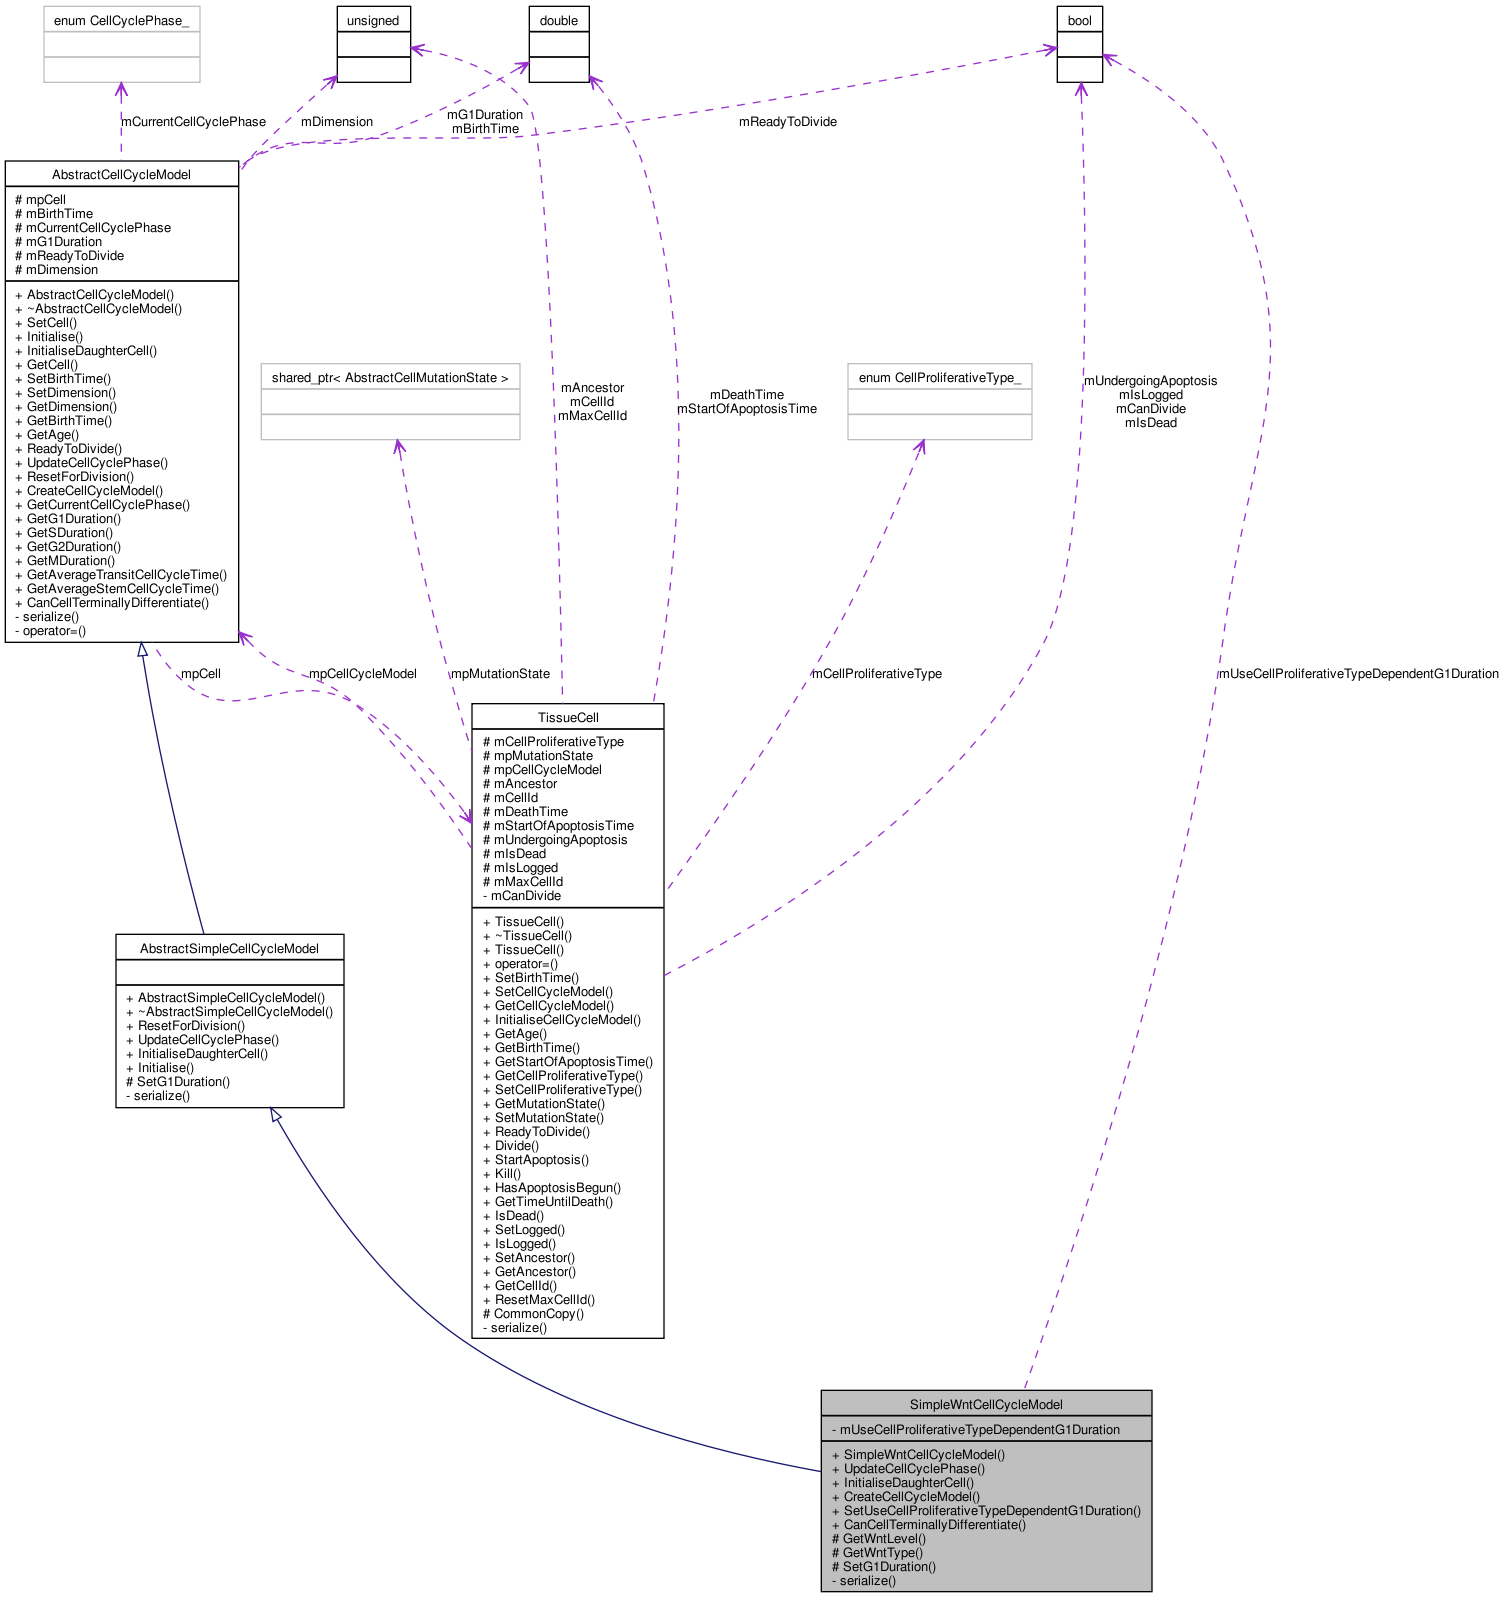 enum CellCyclePhase_
unsigned
double
bool
mCurrentCellCyclePhase
mDimension
mG1Duration
mBirthTime
mReadyToDivide
AbstractCellCycleModel
# mpCell
# mBirthTime
# mCurrentCellCyclePhase
# mG1Duration
# mReadyToDivide
# mDimension
+ AbstractCellCycleModel()
+ ~AbstractCellCycleModel()
+ SetCell()
+ Initialise()
+ InitialiseDaughterCell()
+ GetCell()
+ SetBirthTime()
+ SetDimension()
+ GetDimension()
+ GetBirthTime()
+ GetAge()
+ ReadyToDivide()
+ UpdateCellCyclePhase()
+ ResetForDivision()
+ CreateCellCycleModel()
+ GetCurrentCellCyclePhase()
+ GetG1Duration()
+ GetSDuration()
+ GetG2Duration()
+ GetMDuration()
+ GetAverageTransitCellCycleTime()
+ GetAverageStemCellCycleTime()
+ CanCellTerminallyDifferentiate()
- serialize()
- operator=()
shared_ptr< AbstractCellMutationState >
mAncestor
mCellId
mMaxCellId
mDeathTime
mStartOfApoptosisTime
enum CellProliferativeType_
mUndergoingApoptosis
mIsLogged
mCanDivide
mIsDead
mpCell
mpCellCycleModel
mpMutationState
mCellProliferativeType
mUseCellProliferativeTypeDependentG1Duration
TissueCell
# mCellProliferativeType
# mpMutationState
# mpCellCycleModel
# mAncestor
# mCellId
# mDeathTime
# mStartOfApoptosisTime
# mUndergoingApoptosis
# mIsDead
# mIsLogged
# mMaxCellId
- mCanDivide
+ TissueCell()
+ ~TissueCell()
+ TissueCell()
+ operator=()
+ SetBirthTime()
+ SetCellCycleModel()
+ GetCellCycleModel()
+ InitialiseCellCycleModel()
+ GetAge()
+ GetBirthTime()
+ GetStartOfApoptosisTime()
+ GetCellProliferativeType()
+ SetCellProliferativeType()
+ GetMutationState()
+ SetMutationState()
+ ReadyToDivide()
+ Divide()
+ StartApoptosis()
+ Kill()
+ HasApoptosisBegun()
+ GetTimeUntilDeath()
+ IsDead()
+ SetLogged()
+ IsLogged()
+ SetAncestor()
+ GetAncestor()
+ GetCellId()
+ ResetMaxCellId()
# CommonCopy()
- serialize()
AbstractSimpleCellCycleModel
+ AbstractSimpleCellCycleModel()
+ ~AbstractSimpleCellCycleModel()
+ ResetForDivision()
+ UpdateCellCyclePhase()
+ InitialiseDaughterCell()
+ Initialise()
# SetG1Duration()
- serialize()
SimpleWntCellCycleModel
- mUseCellProliferativeTypeDependentG1Duration
+ SimpleWntCellCycleModel()
+ UpdateCellCyclePhase()
+ InitialiseDaughterCell()
+ CreateCellCycleModel()
+ SetUseCellProliferativeTypeDependentG1Duration()
+ CanCellTerminallyDifferentiate()
# GetWntLevel()
# GetWntType()
# SetG1Duration()
- serialize()